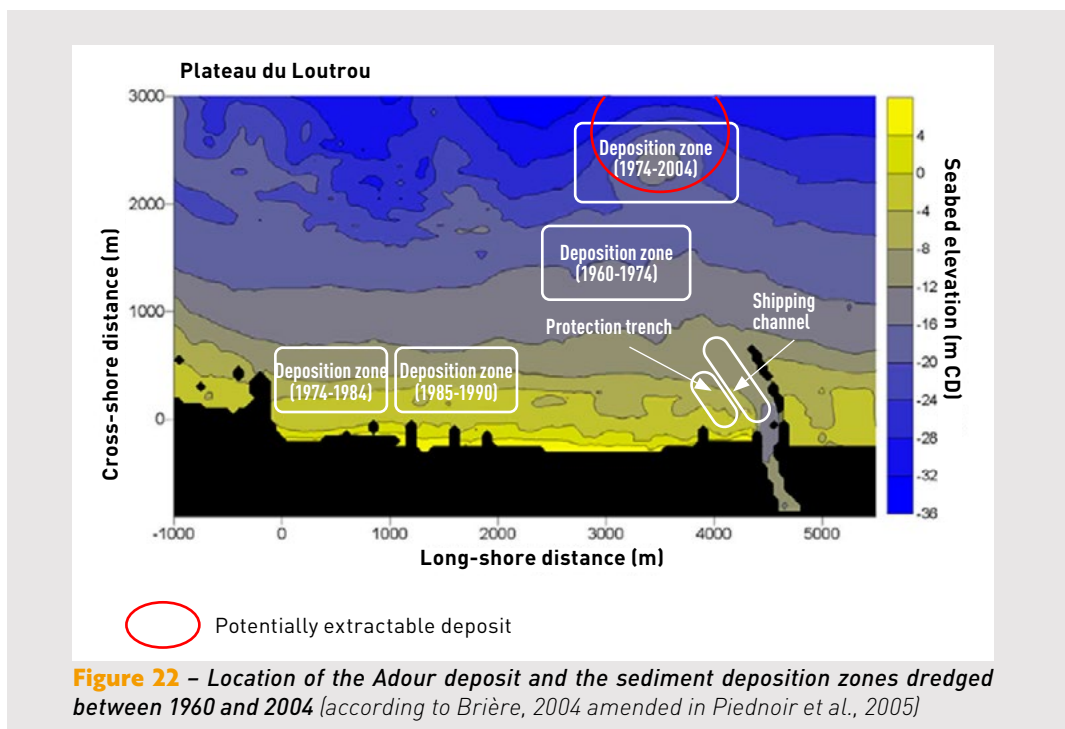 Plateau du Loutrou
3000
2000
1000
0
Cross-shore distance (m)
Deposition zone
(1974-2004)
Deposition zone
(1960-1974)
Protection trench
Shipping
channel
Deposition zone
(1974-1984)
Deposition zone
(1985-1990)
-1000
0
1000
2000
3000
4000
5000
Long-shore distance (m)
4
0
-4
-8
-12
-16
-20
-24
-28
-32
-36
Seabed elevation (m CD)
Potentially extractable deposit
Figure 22 – Location of the Adour deposit and the sediment deposition zones dredged
between 1960 and 2004 (according to Brière, 2004 amended in Piednoir et al., 2005)